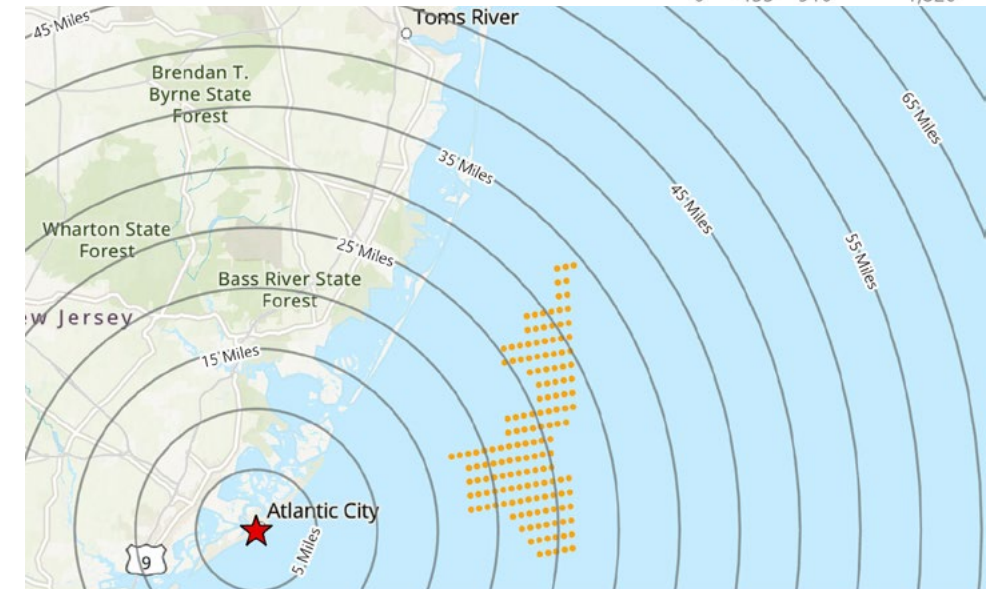 45 Miles
Toms River
Brendan T.
Byrne State
Forest
65 Miles
35 Miles
45 Miles
Wharton State
Forest
25 Miles
55 Miles
Bass River State
Forest
w Jersey
15 Miles
Atlantic City
5 Miles
9